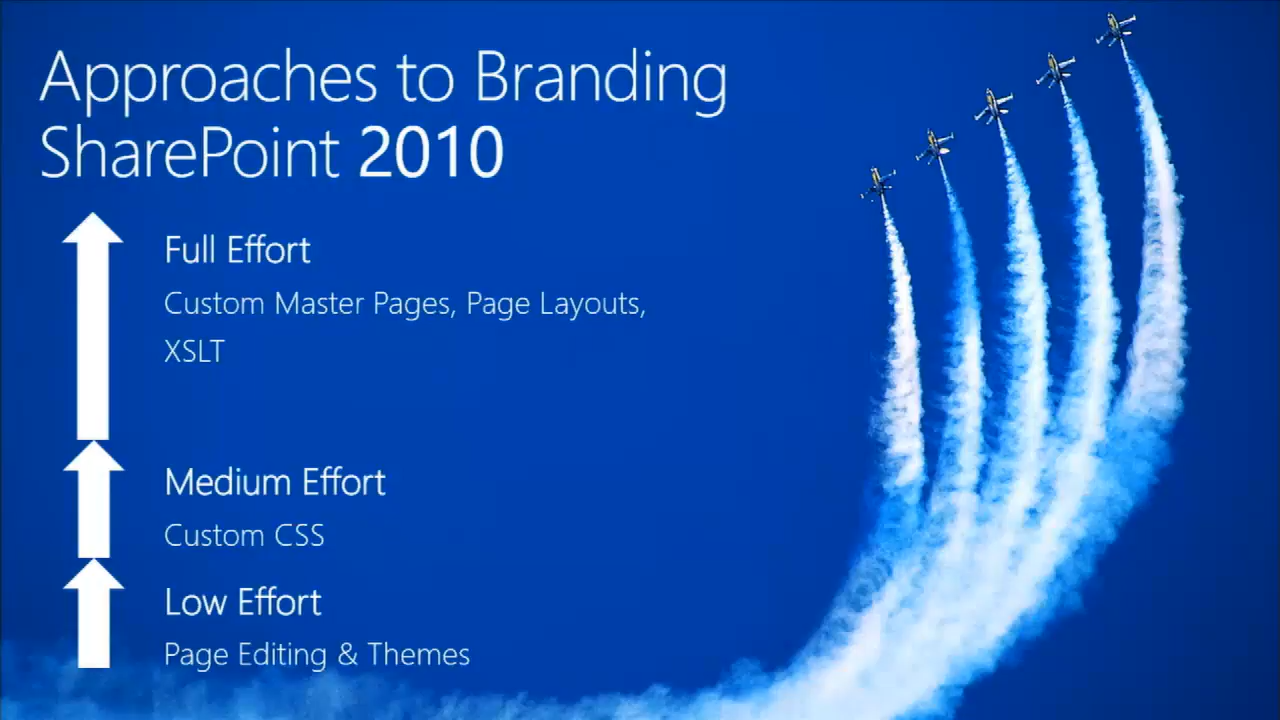 Approaches to Branding
SharePoint 2010
Full Effort
Custom Master Pages, Page Layouts,
XSLT
Medium Effort
Custom CSS
Low Effort
Page Editing & Themes